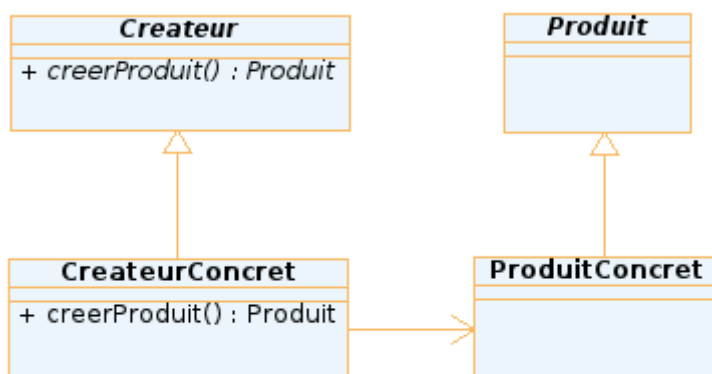 Createur
+ creerProduit() : Produit
Produit
CreateurConcret
+ creerProduit() : Produit
ProduitConcret